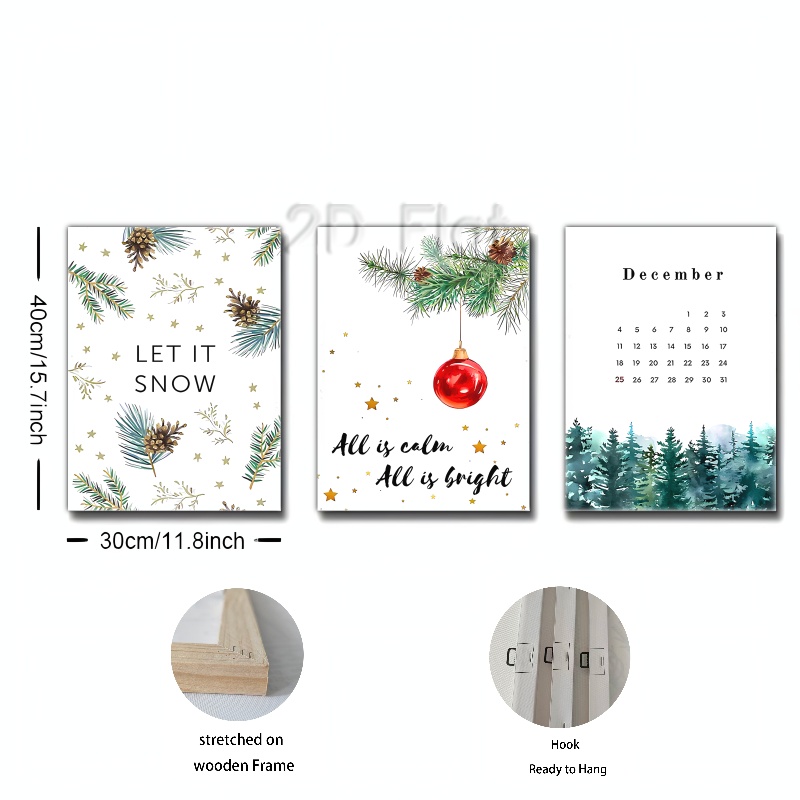 2D Flat
LET IT
SNOW
All is calm
All is bright
December
1 2 3
4 5 6 7 8 9 10
11 12 13 14 15 16 17
18 19 20 21 22 23 24
25 26 27 28 29 30 31
40cm/15.7inch
30cm/11.8inch
stretched on
wooden Frame
Hook
Ready to Hang